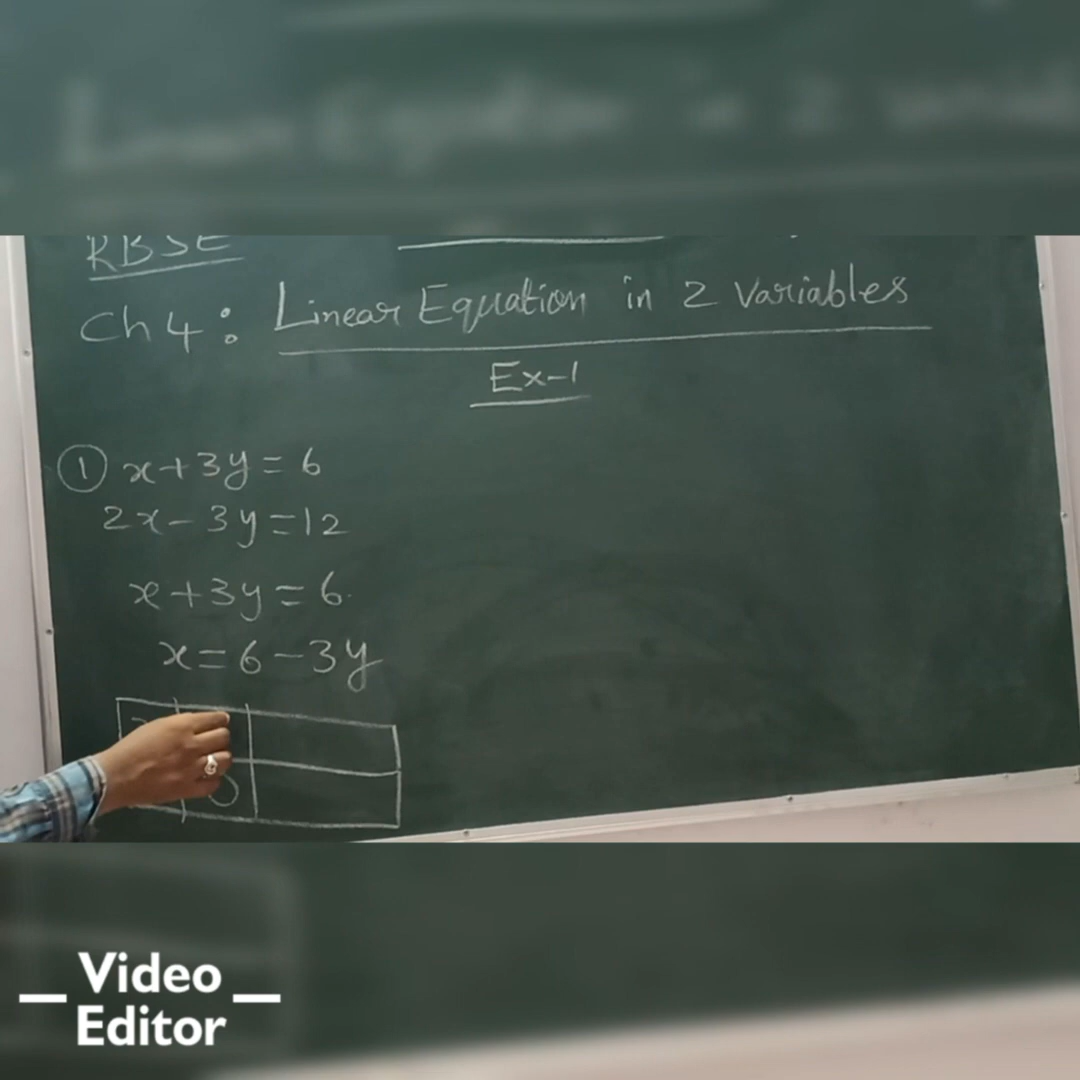 RBSE
Ch 4 : Linear Equation in 2 Variables
Ex-1
① x+3y=6
2x-3y=12
x+3y=6.
x=6-3y
0
Video
Editor